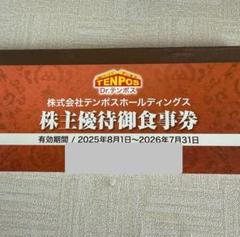 TENPOS
Dr.テンポス
株式会社テンポスホールディングス
株主優待御食事券
有効期間 / 2025年8月1日~2026年7月31日